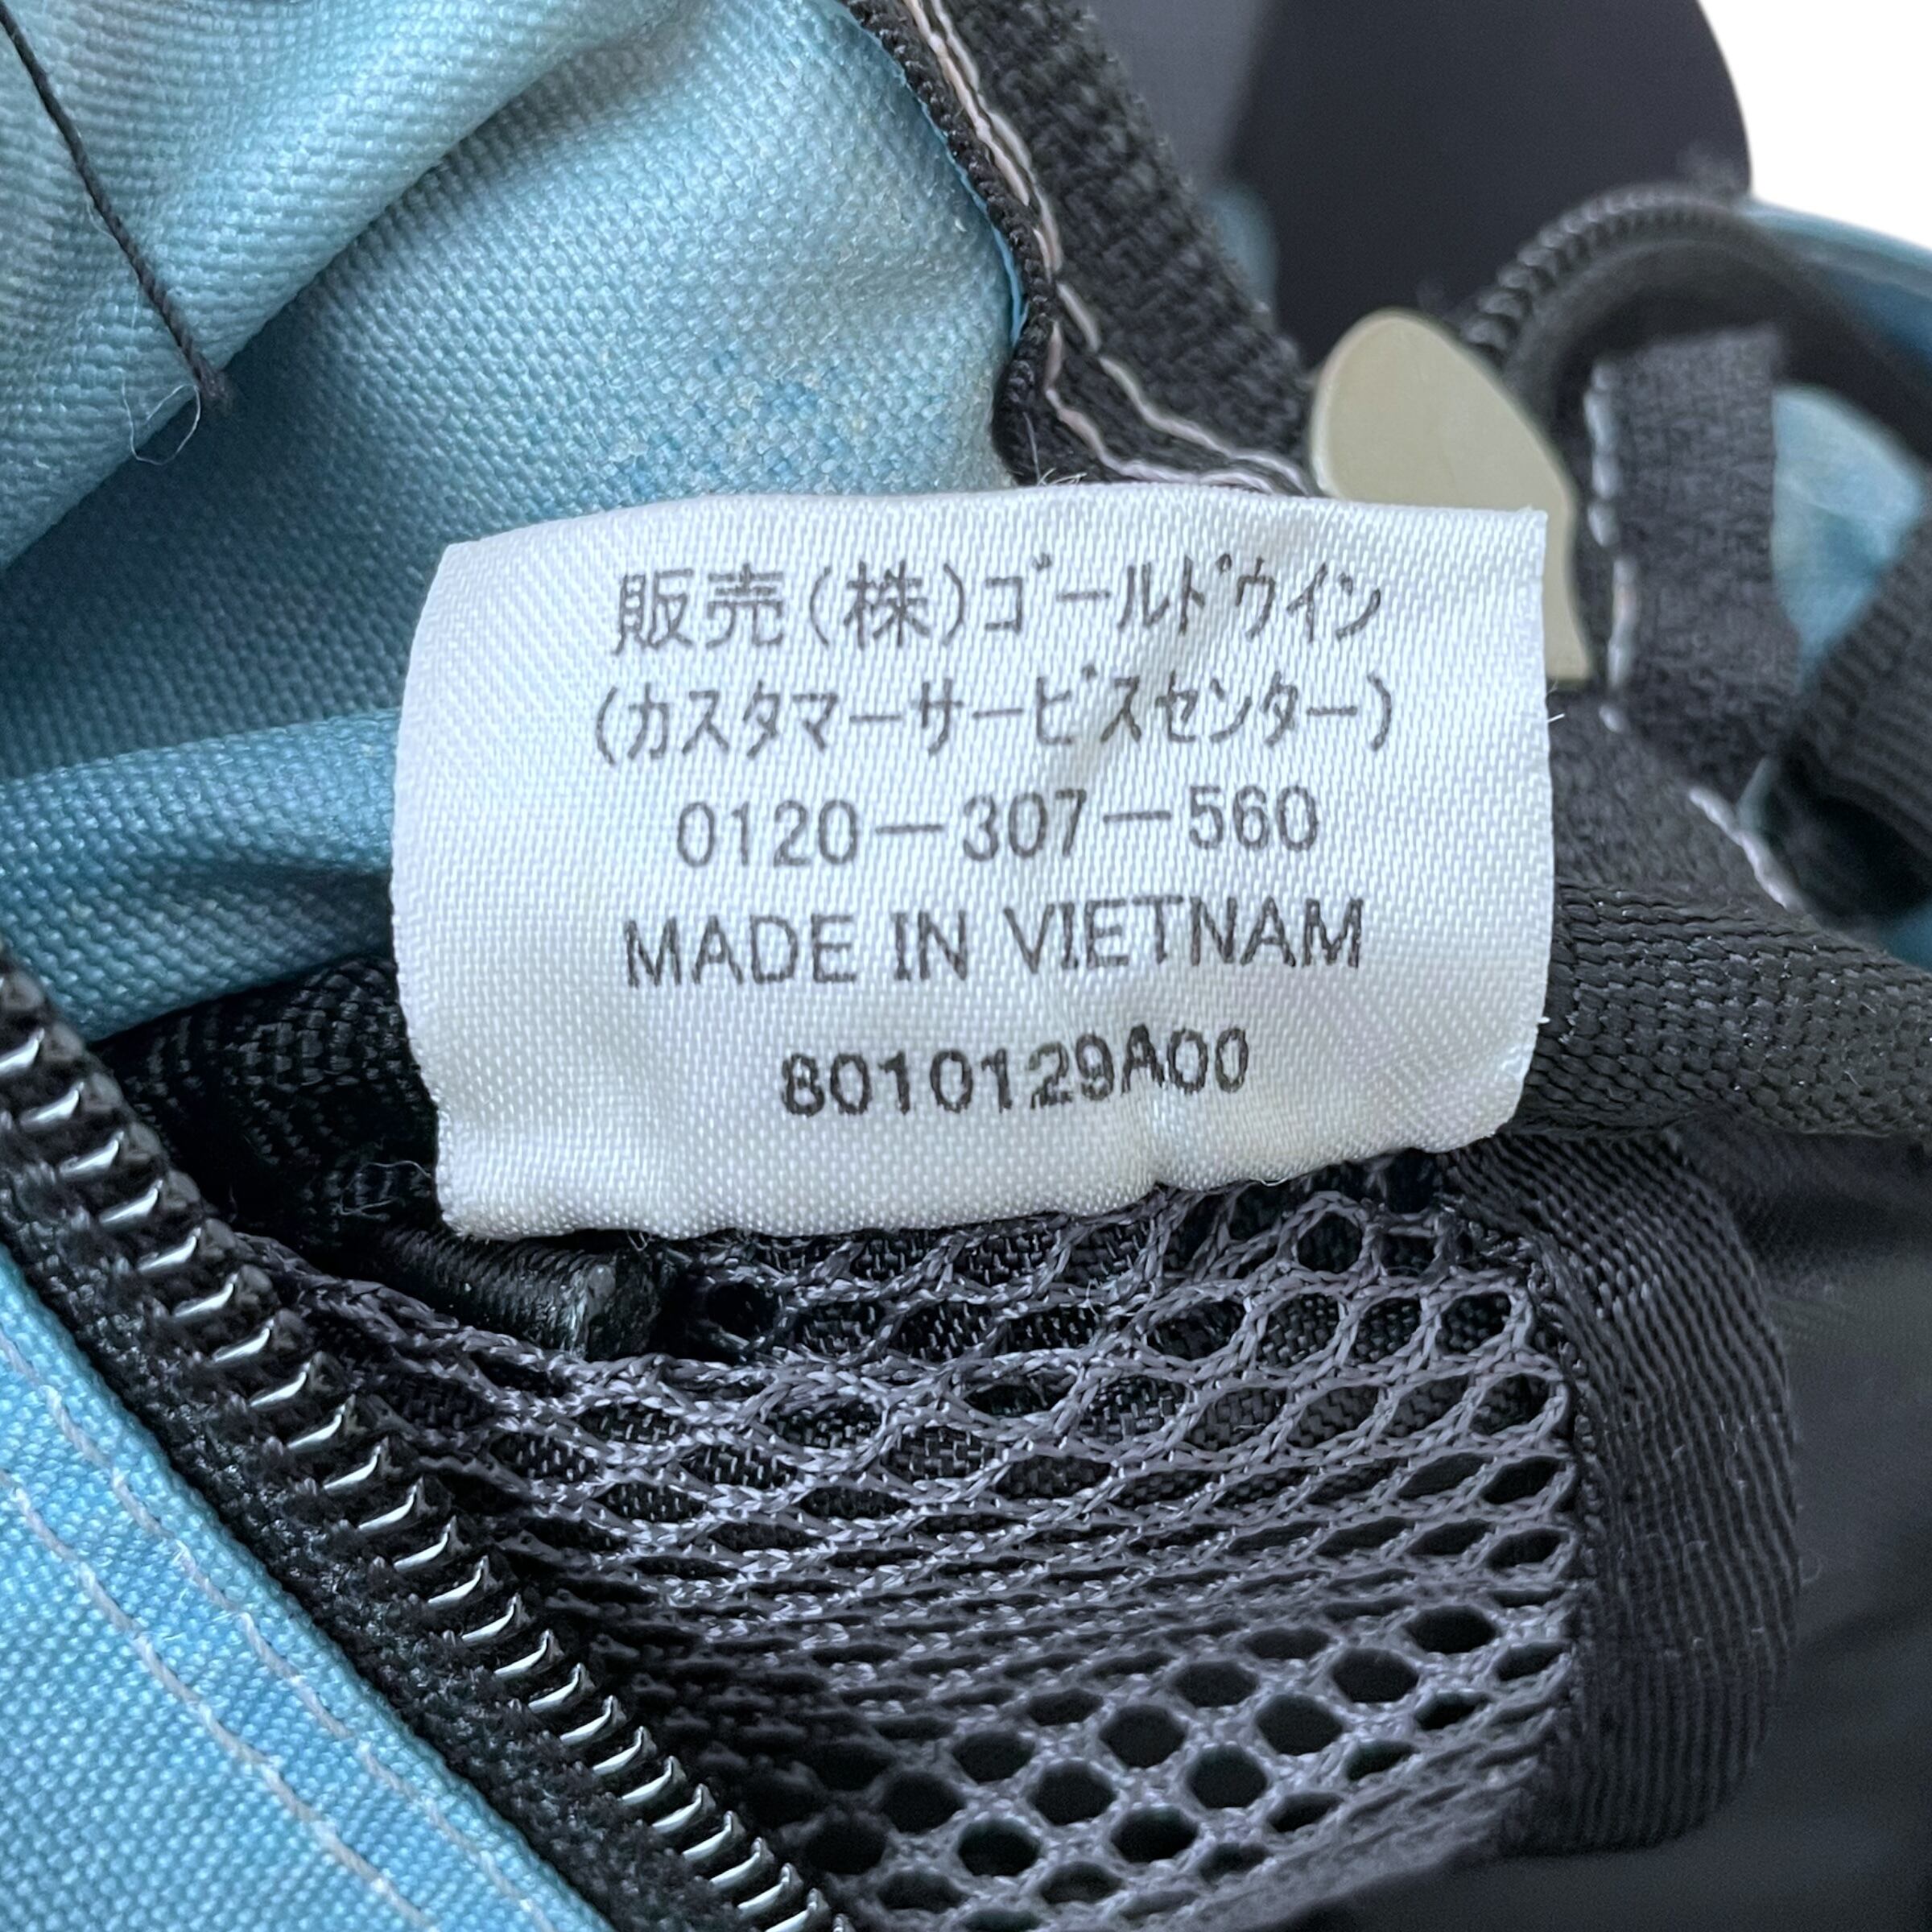 販売(株)ｺﾞｰﾙﾄﾞｳｲﾝ
(ｶｽﾀﾏｰｻｰﾋﾞｽｾﾝﾀｰ)
0120－307－560
MADE IN VIETNAM
8010129A00